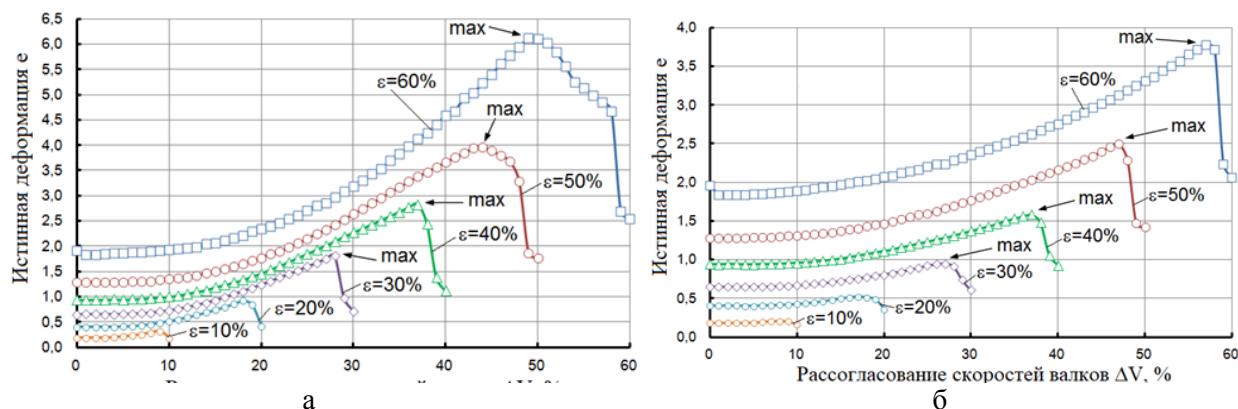 Истинная деформация e
6,5
6,0
5,5
5,0
4,5
4,0
3,5
3,0
2,5
2,0
1,5
1,0
0,5
0,0
0 10 20 30 40 50 60
max
ε=60%
max
ε=50%
max
ε=40%
max
ε=30%
ε=20%
ε=10%
ΔV, %
а
Истинная деформация e
4,0
3,5
3,0
2,5
2,0
1,5
1,0
0,5
0,0
0 10 20 30 40 50 60
max
ε=60%
max
ε=50%
max
ε=40%
max
ε=30%
ε=20%
ε=10%
Рассогласование скоростей валков ΔV, %
б